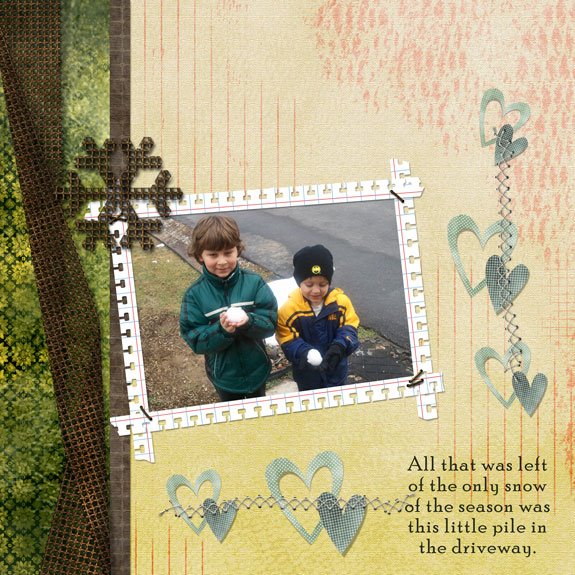 All that was left
of the only snow
of the season was
this little pile in
the driveway.